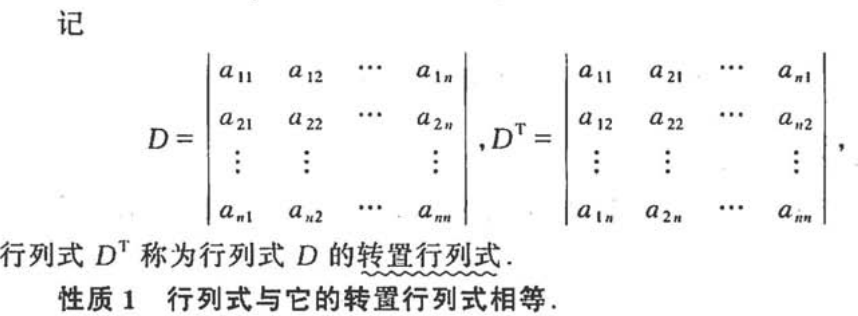 记
D = | a₁₁ a₁₂ ⋯ a₁ₙ | , Dᵀ = | a₁₁ a₂₁ ⋯ aₙ₁ | ,
| a₂₁ a₂₂ ⋯ a₂ₙ | | a₁₂ a₂₂ ⋯ aₙ₂ |
| ⋮ ⋮ ⋮ | | ⋮ ⋮ ⋮ |
| aₙ₁ aₙ₂ ⋯ aₙₙ | | a₁ₙ a₂ₙ ⋯ aₙₙ |
行列式 Dᵀ 称为行列式 D 的转置行列式.
性质 1 行列式与它的转置行列式相等.